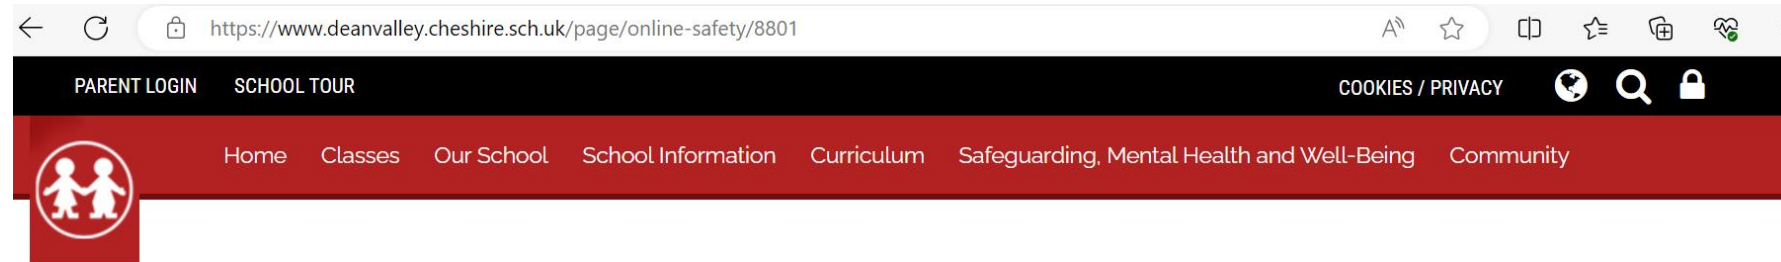 https://www.deanvalley.cheshire.sch.uk/page/online-safety/8801
PARENT LOGIN SCHOOL TOUR COOKIES / PRIVACY
Home Classes Our School School Information Curriculum Safeguarding, Mental Health and Well-Being Community